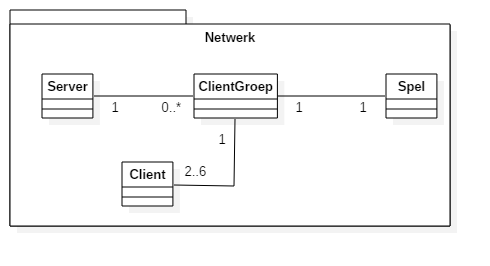 Netwerk
Server
1
0..*
ClientGroep
1
1
Spel
1
Client
2..6